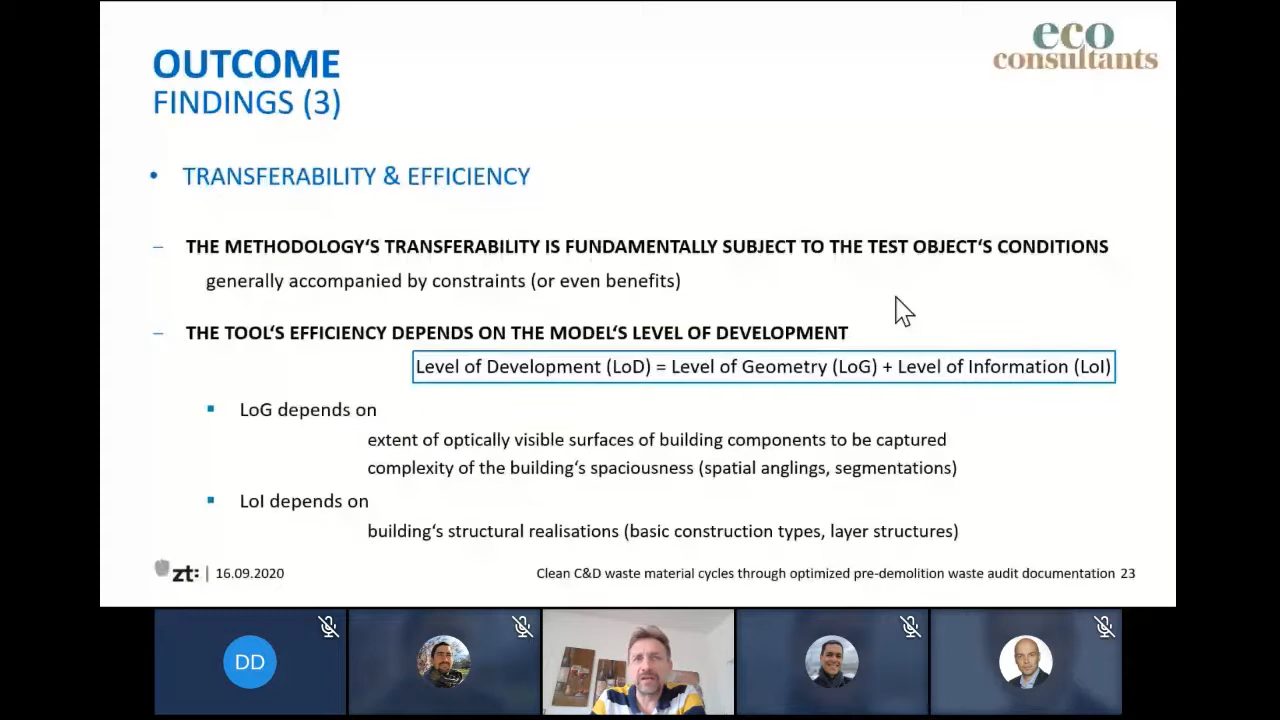 eco
consultants
OUTCOME
FINDINGS (3)
• TRANSFERABILITY & EFFICIENCY
– THE METHODOLOGY‘S TRANSFERABILITY IS FUNDAMENTALLY SUBJECT TO THE TEST OBJECT‘S CONDITIONS
generally accompanied by constraints (or even benefits)
– THE TOOL‘S EFFICIENCY DEPENDS ON THE MODEL‘S LEVEL OF DEVELOPMENT
Level of Development (LoD) = Level of Geometry (LoG) + Level of Information (LoI)
▪ LoG depends on
extent of optically visible surfaces of building components to be captured
complexity of the building‘s spaciousness (spatial anglings, segmentations)
▪ LoI depends on
building‘s structural realisations (basic construction types, layer structures)
zt: | 16.09.2020
Clean C&D waste material cycles through optimized pre-demolition waste audit documentation 23
DD